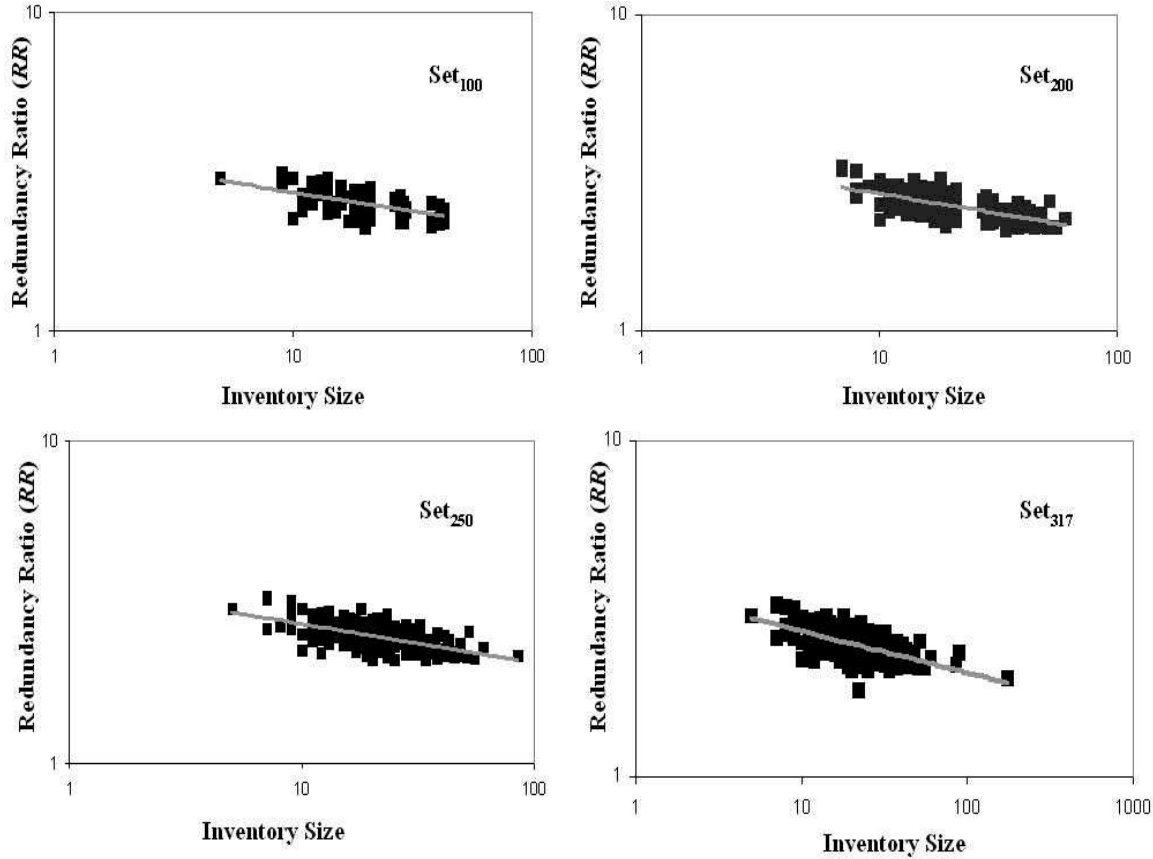 10
Redundancy Ratio (RR)
Set100
1
1
10
100
Inventory Size
10
Redundancy Ratio (RR)
Set200
1
1
10
100
Inventory Size
10
Redundancy Ratio (RR)
Set250
1
1
10
100
Inventory Size
10
Redundancy Ratio (RR)
Set317
1
1
10
100
1000
Inventory Size